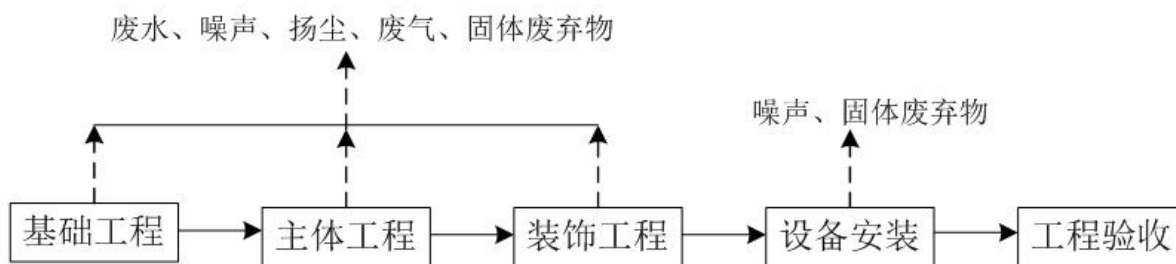 废水、噪声、扬尘、废气、固体废弃物
噪声、固体废弃物
基础工程
主体工程
装饰工程
设备安装
工程验收